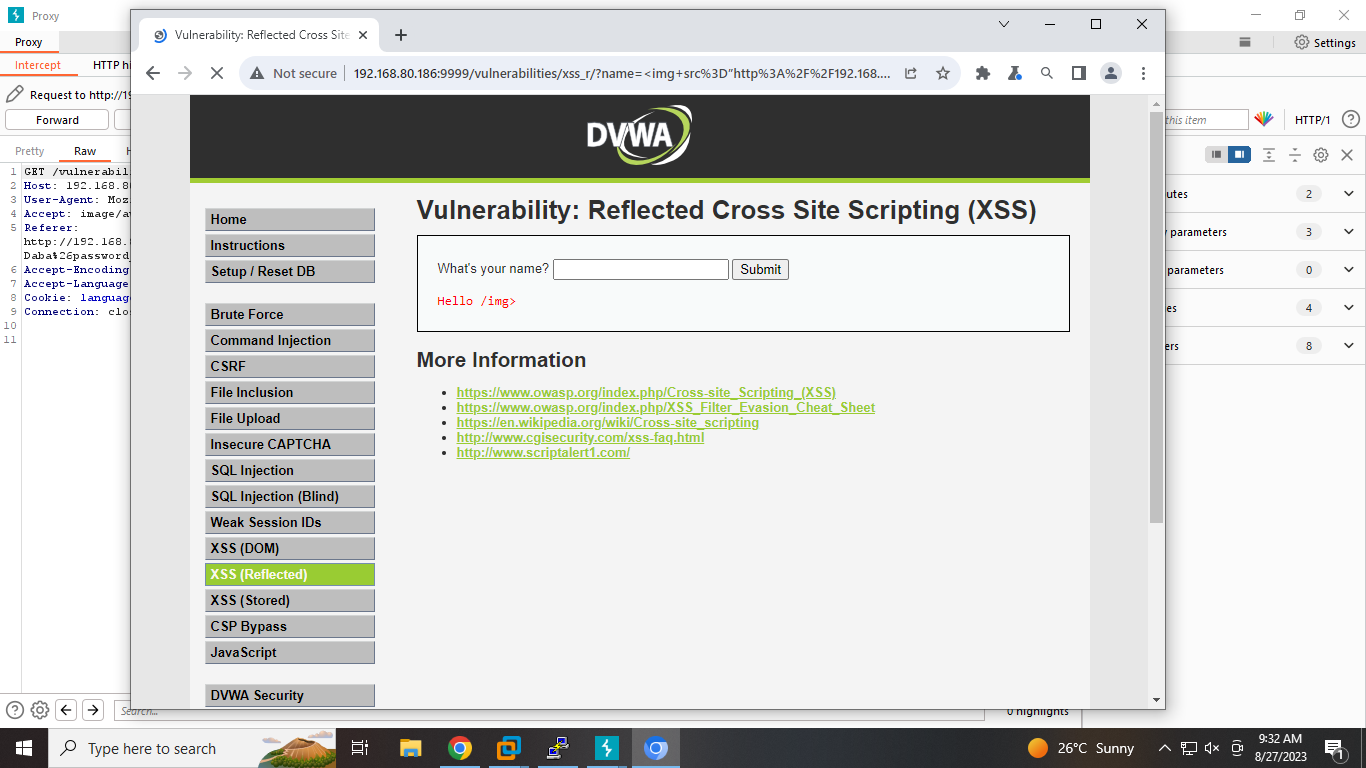 Proxy
Vulnerability: Reflected Cross Site
Proxy
Settings
Intercept
HTTP hi
Not secure
192.168.80.186:9999/vulnerabilities/xss_r/?name=<img+src%3D”http%3A%2F%2F192.168....
Request to http://19
Forward
this item
HTTP/1
Pretty
Raw
H
1 GET /vulnerabil
2 Host: 192.168.80
3 User-Agent: Moz
4 Accept: image/av
5 Referer:
http://192.168.8
Daba%26password
6 Accept-Encoding
7 Accept-Language
8 Cookie: language
9 Connection: clos
10
11
DVWA
Home
Instructions
Setup / Reset DB
Brute Force
Command Injection
CSRF
File Inclusion
File Upload
Insecure CAPTCHA
SQL Injection
SQL Injection (Blind)
Weak Session IDs
XSS (DOM)
XSS (Reflected)
XSS (Stored)
CSP Bypass
JavaScript
DVWA Security
Vulnerability: Reflected Cross Site Scripting (XSS)
What's your name?
Submit
Hello /img>
More Information
https://www.owasp.org/index.php/Cross-site_Scripting_(XSS)
https://www.owasp.org/index.php/XSS_Filter_Evasion_Cheat_Sheet
https://en.wikipedia.org/wiki/Cross-site_scripting
http://www.cgisecurity.com/xss-faq.html
http://www.scriptalert1.com/
utes 2
y parameters 3
parameters 0
es 4
ers 8
Search...
0 highlights
Type here to search
26°C Sunny
9:32 AM
8/27/2023
1